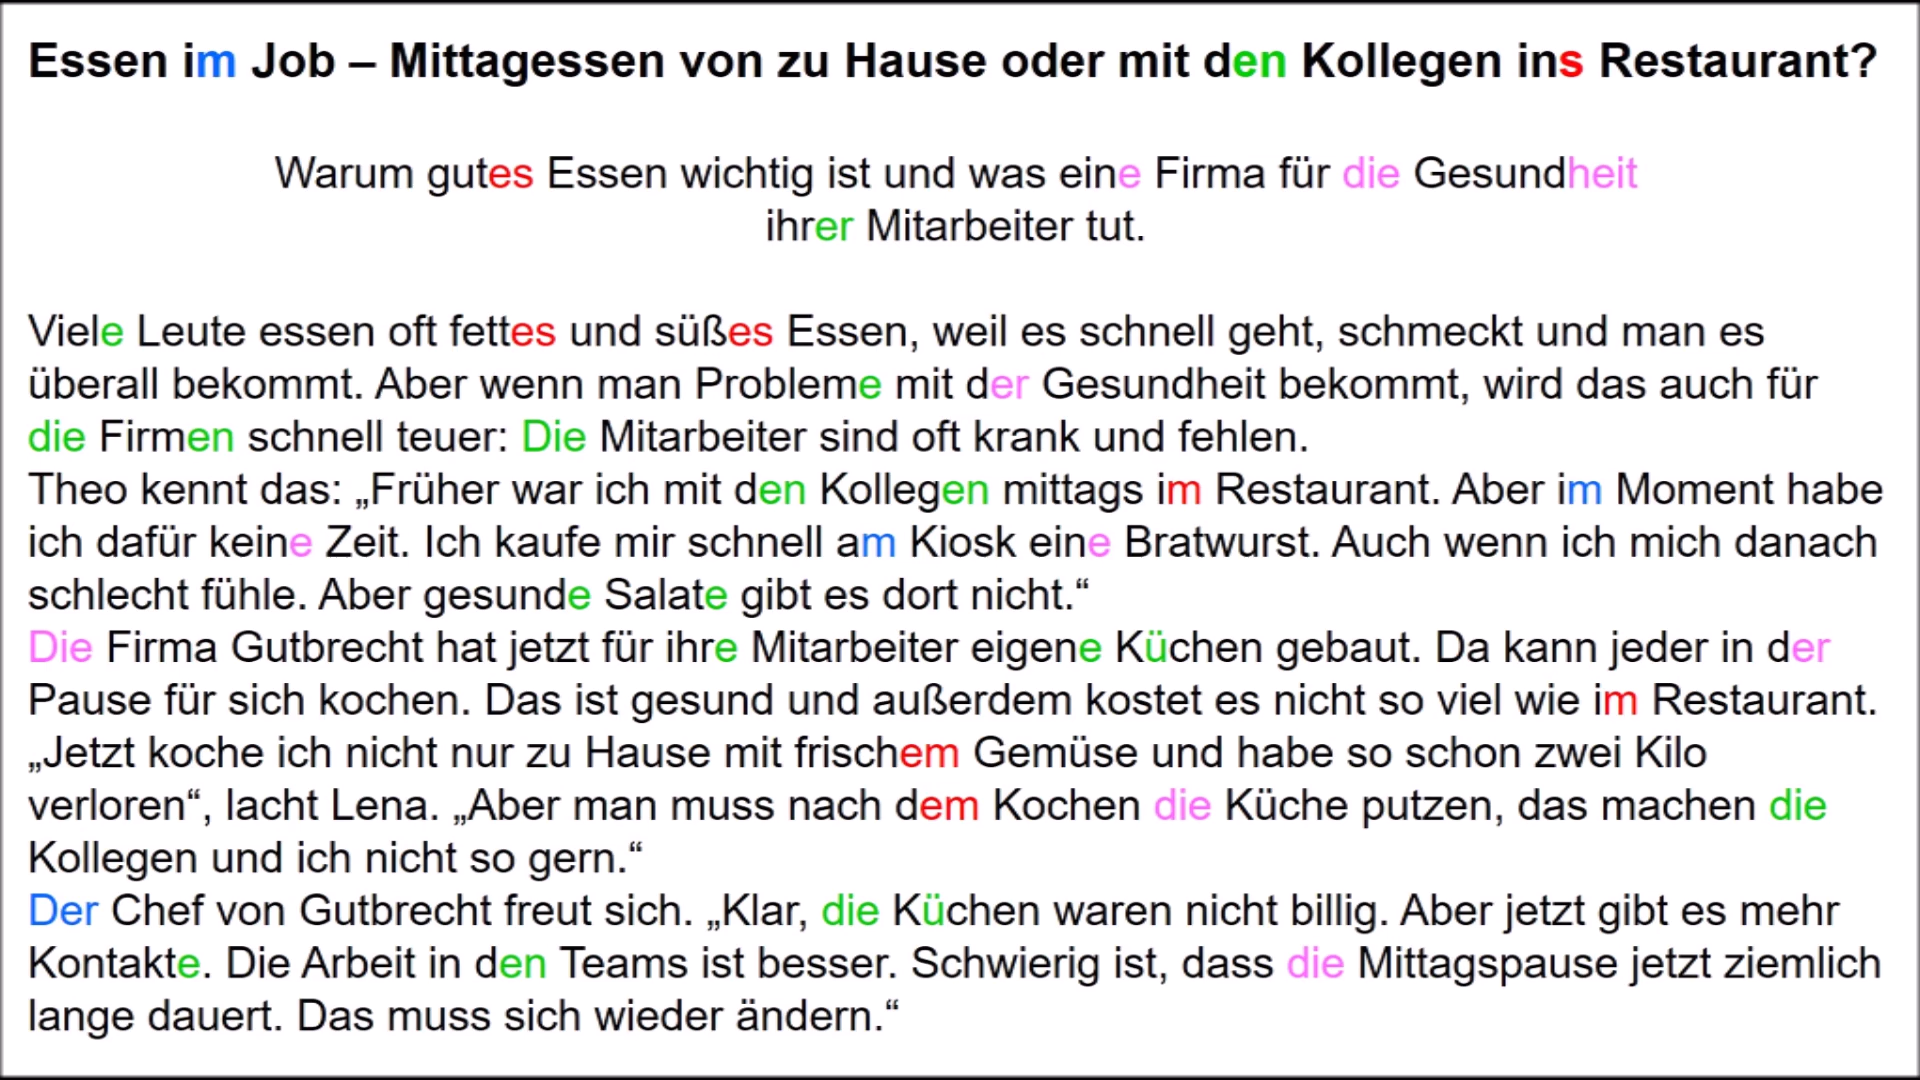 Essen im Job – Mittagessen von zu Hause oder mit den Kollegen ins Restaurant?
Warum gutes Essen wichtig ist und was eine Firma für die Gesundheit
ihrer Mitarbeiter tut.
Viele Leute essen oft fettes und süßes Essen, weil es schnell geht, schmeckt und man es
überall bekommt. Aber wenn man Probleme mit der Gesundheit bekommt, wird das auch für
die Firmen schnell teuer: Die Mitarbeiter sind oft krank und fehlen.
Theo kennt das: „Früher war ich mit den Kollegen mittags im Restaurant. Aber im Moment habe
ich dafür keine Zeit. Ich kaufe mir schnell am Kiosk eine Bratwurst. Auch wenn ich mich danach
schlecht fühle. Aber gesunde Salate gibt es dort nicht.“
Die Firma Gutbrecht hat jetzt für ihre Mitarbeiter eigene Küchen gebaut. Da kann jeder in der
Pause für sich kochen. Das ist gesund und außerdem kostet es nicht so viel wie im Restaurant.
„Jetzt koche ich nicht nur zu Hause mit frischem Gemüse und habe so schon zwei Kilo
verloren“, lacht Lena. „Aber man muss nach dem Kochen die Küche putzen, das machen die
Kollegen und ich nicht so gern.“
Der Chef von Gutbrecht freut sich. „Klar, die Küchen waren nicht billig. Aber jetzt gibt es mehr
Kontakte. Die Arbeit in den Teams ist besser. Schwierig ist, dass die Mittagspause jetzt ziemlich
lange dauert. Das muss sich wieder ändern.“